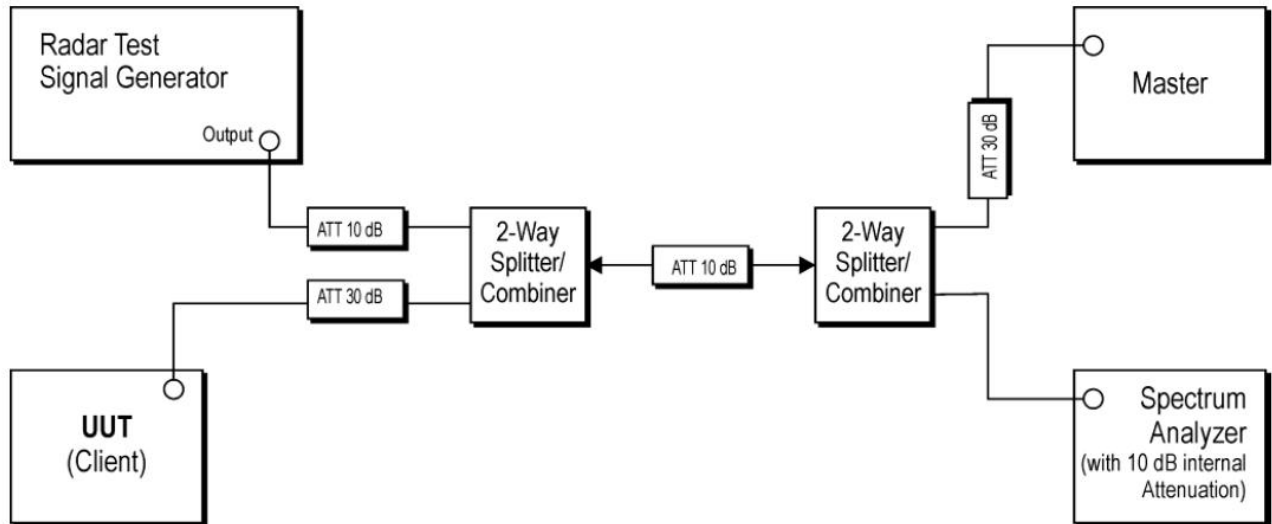 Radar Test
Signal Generator
Output
Master
ATT 30 dB
ATT 10 dB
2-Way
Splitter/
Combiner
ATT 10 dB
2-Way
Splitter/
Combiner
ATT 30 dB
UUT
(Client)
Spectrum
Analyzer
(with 10 dB internal
Attenuation)